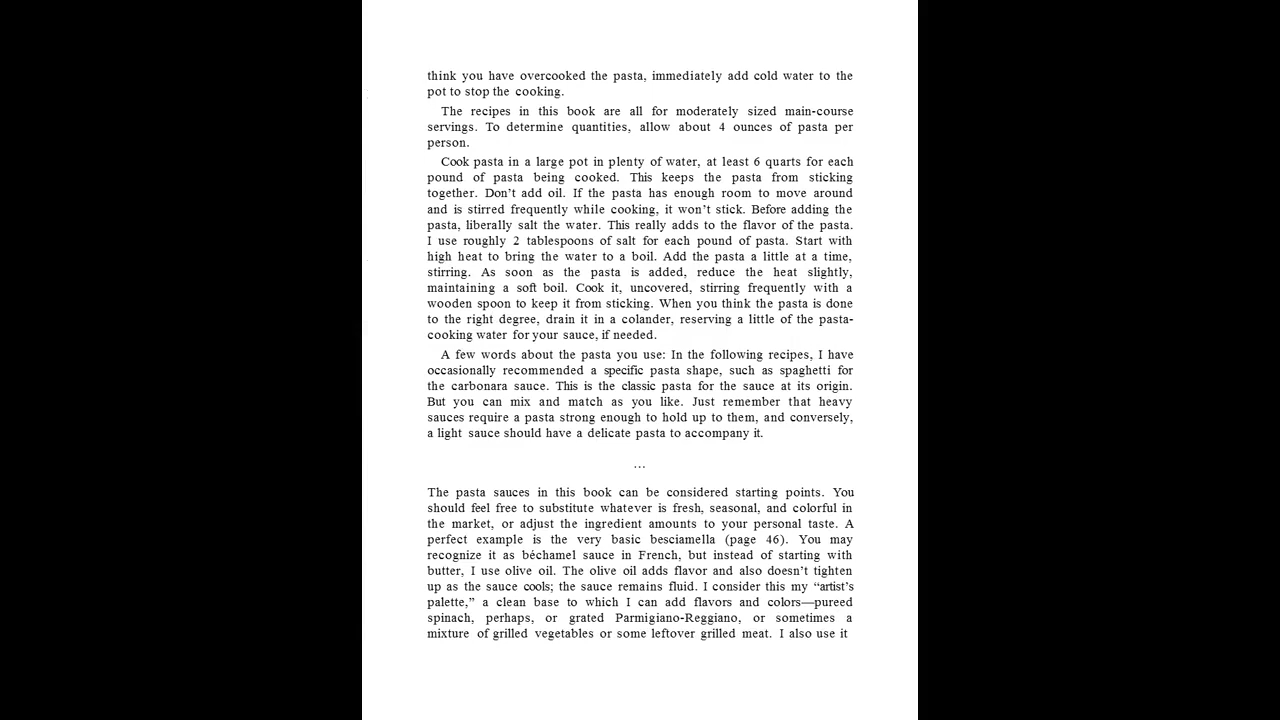 think you have overcooked the pasta, immediately add cold water to the
pot to stop the cooking.
The recipes in this book are all for moderately sized main-course
servings. To determine quantities, allow about 4 ounces of pasta per
person.
Cook pasta in a large pot in plenty of water, at least 6 quarts for each
pound of pasta being cooked. This keeps the pasta from sticking
together. Don’t add oil. If the pasta has enough room to move around
and is stirred frequently while cooking, it won’t stick. Before adding the
pasta, liberally salt the water. This really adds to the flavor of the pasta.
I use roughly 2 tablespoons of salt for each pound of pasta. Start with
high heat to bring the water to a boil. Add the pasta a little at a time,
stirring. As soon as the pasta is added, reduce the heat slightly,
maintaining a soft boil. Cook it, uncovered, stirring frequently with a
wooden spoon to keep it from sticking. When you think the pasta is done
to the right degree, drain it in a colander, reserving a little of the pasta-
cooking water for your sauce, if needed.
A few words about the pasta you use: In the following recipes, I have
occasionally recommended a specific pasta shape, such as spaghetti for
the carbonara sauce. This is the classic pasta for the sauce at its origin.
But you can mix and match as you like. Just remember that heavy
sauces require a pasta strong enough to hold up to them, and conversely,
a light sauce should have a delicate pasta to accompany it.
…
The pasta sauces in this book can be considered starting points. You
should feel free to substitute whatever is fresh, seasonal, and colorful in
the market, or adjust the ingredient amounts to your personal taste. A
perfect example is the very basic besciamella (page 46). You may
recognize it as béchamel sauce in French, but instead of starting with
butter, I use olive oil. The olive oil adds flavor and also doesn’t tighten
up as the sauce cools; the sauce remains fluid. I consider this my “artist’s
palette,” a clean base to which I can add flavors and colors—pureed
spinach, perhaps, or grated Parmigiano-Reggiano, or sometimes a
mixture of grilled vegetables or some leftover grilled meat. I also use it